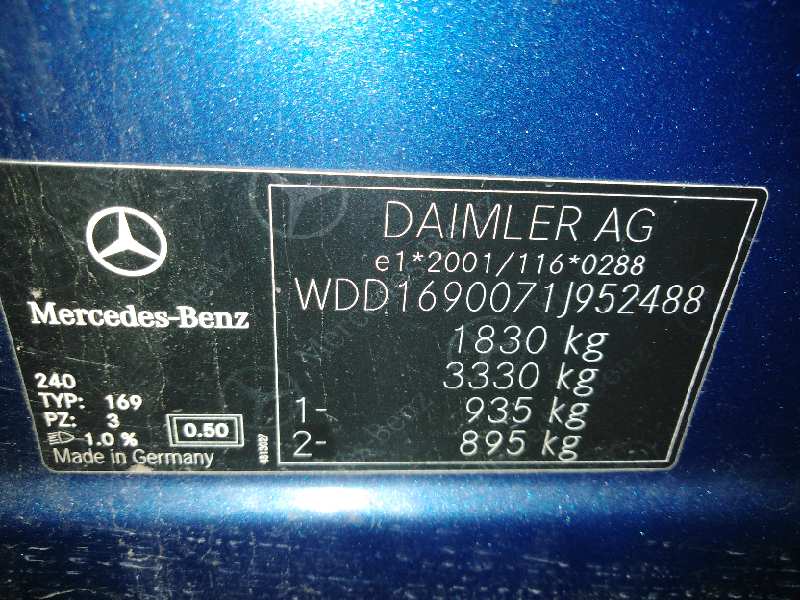 Mercedes-Benz
240
TYP: 169
PZ: 3
1.0 %
0.50
Made in Germany
4813027
DAIMLER AG
e1*2001/116*0288
WDD1690071J952488
1830 kg
3330 kg
1- 935 kg
2- 895 kg